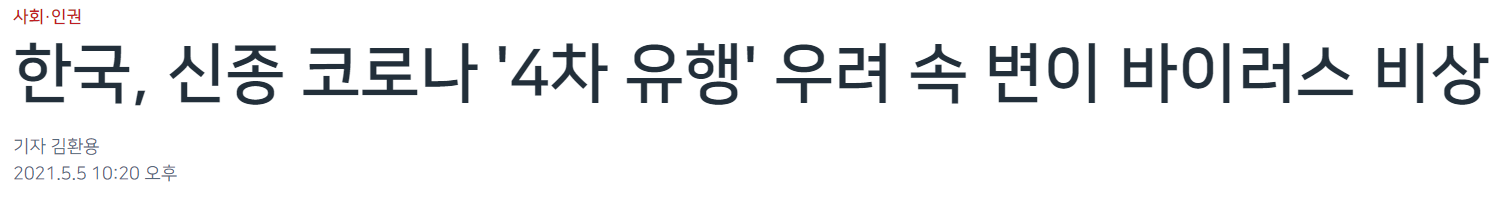 사회·인권
한국, 신종 코로나 '4차 유행' 우려 속 변이 바이러스 비상
기자 김환용
2021.5.5 10:20 오후